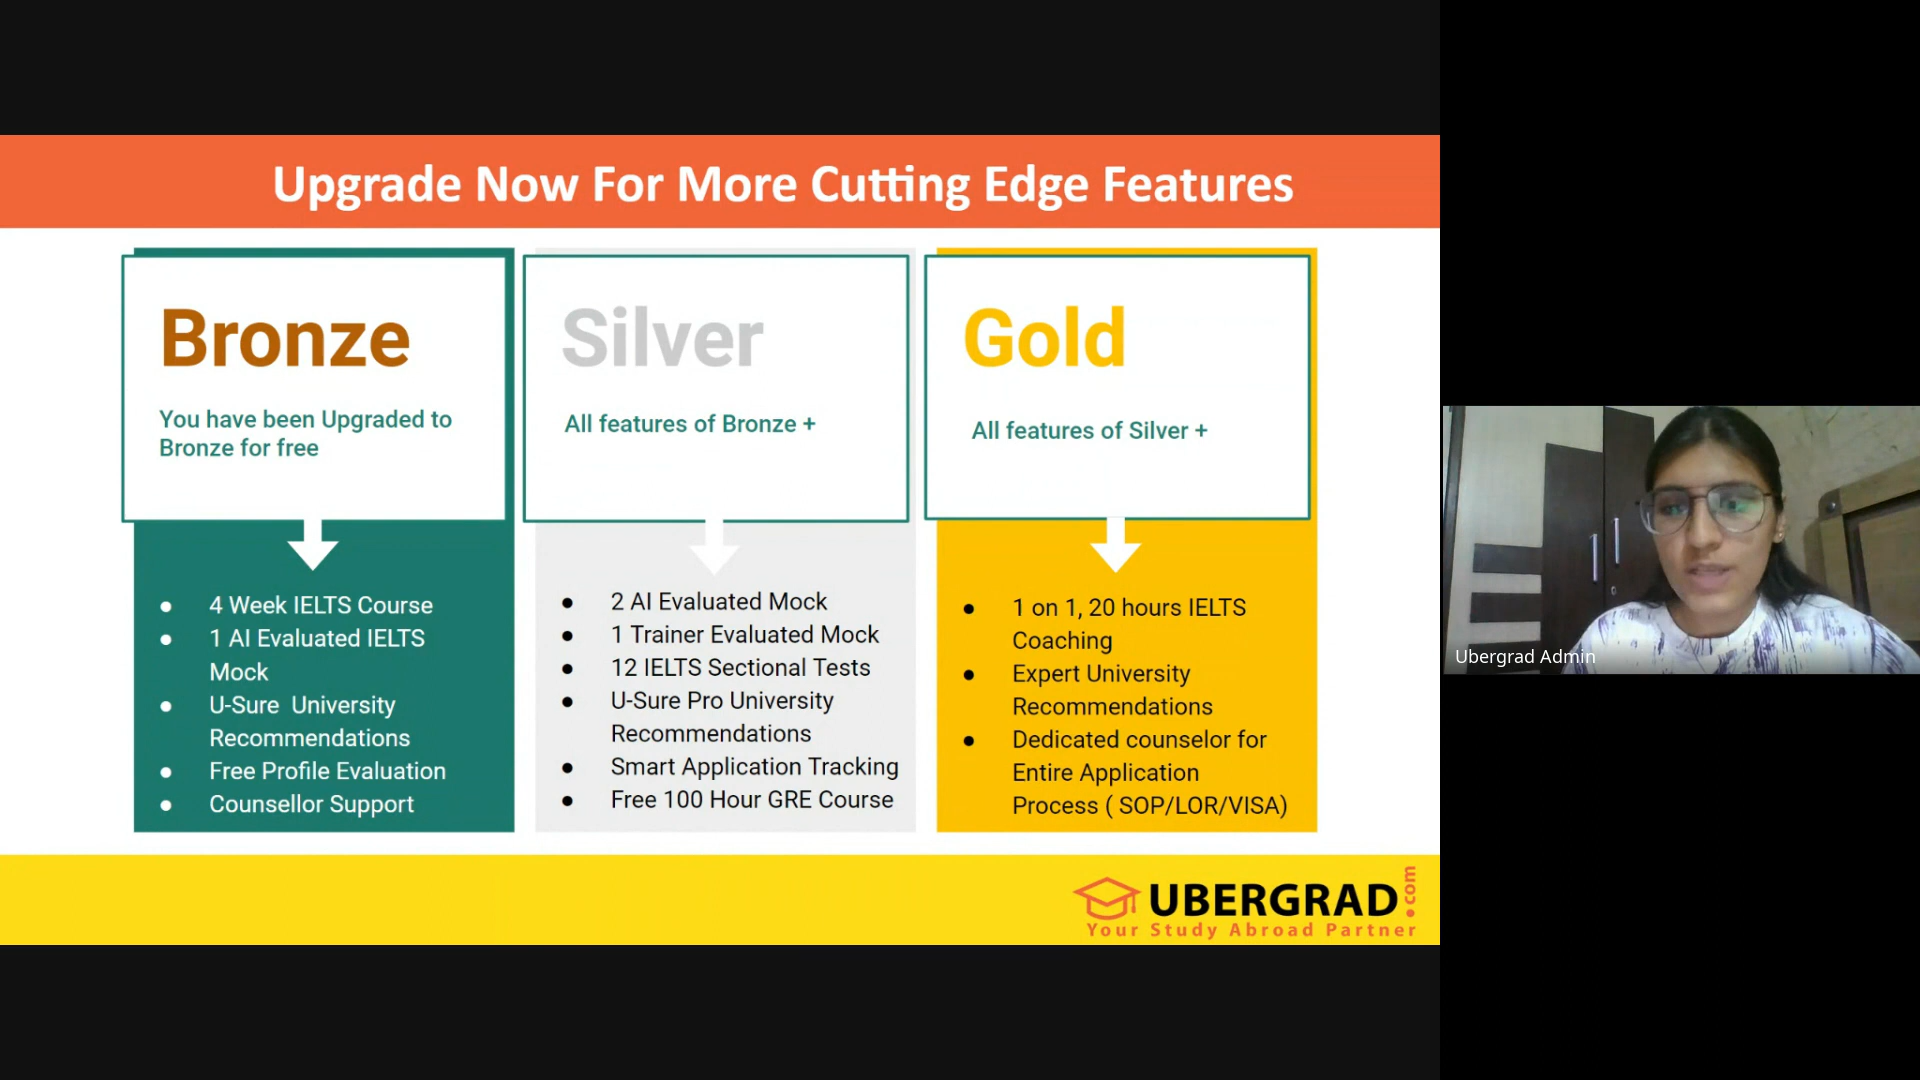 Upgrade Now For More Cutting Edge Features
Bronze
You have been Upgraded to
Bronze for free
● 4 Week IELTS Course
● 1 AI Evaluated IELTS
Mock
● U-Sure University
Recommendations
● Free Profile Evaluation
● Counsellor Support
Silver
All features of Bronze +
● 2 AI Evaluated Mock
● 1 Trainer Evaluated Mock
● 12 IELTS Sectional Tests
● U-Sure Pro University
Recommendations
● Smart Application Tracking
● Free 100 Hour GRE Course
Gold
All features of Silver +
● 1 on 1, 20 hours IELTS
Coaching
● Expert University
Recommendations
● Dedicated counselor for
Entire Application
Process ( SOP/LOR/VISA)
UBERGRAD.com
Your Study Abroad Partner
Ubergrad Admin